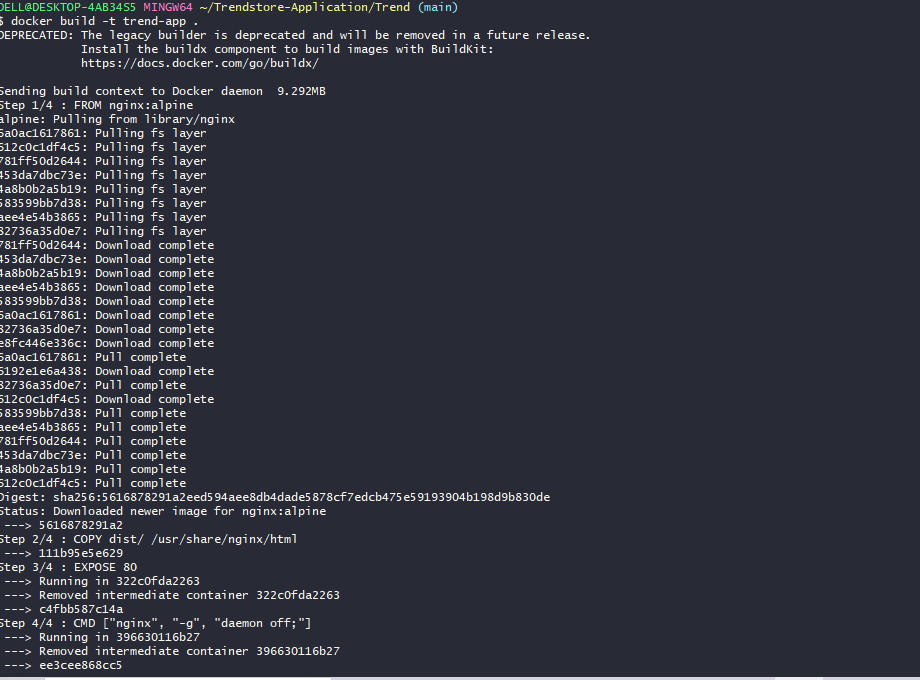 DELL@DESKTOP-4AB34S5 MINGW64 ~/Trendstore-Application/Trend (main)
$ docker build -t trend-app .
DEPRECATED: The legacy builder is deprecated and will be removed in a future release.
            Install the buildx component to build images with BuildKit:
            https://docs.docker.com/go/buildx/

Sending build context to Docker daemon  9.292MB
Step 1/4 : FROM nginx:alpine
alpine: Pulling from library/nginx
6a0ac1617861: Pulling fs layer
612c0c1df4c5: Pulling fs layer
781ff50d2644: Pulling fs layer
453da7dbc73e: Pulling fs layer
4a8b0b2a5b19: Pulling fs layer
583599bb7d38: Pulling fs layer
aee4e54b3865: Pulling fs layer
82736a35d0e7: Pulling fs layer
781ff50d2644: Download complete
453da7dbc73e: Download complete
4a8b0b2a5b19: Download complete
aee4e54b3865: Download complete
583599bb7d38: Download complete
6a0ac1617861: Download complete
82736a35d0e7: Download complete
e8fc446e336c: Download complete
6a0ac1617861: Pull complete
6192e1e6a438: Download complete
82736a35d0e7: Pull complete
612c0c1df4c5: Download complete
583599bb7d38: Pull complete
aee4e54b3865: Pull complete
781ff50d2644: Pull complete
453da7dbc73e: Pull complete
4a8b0b2a5b19: Pull complete
612c0c1df4c5: Pull complete
Digest: sha256:5616878291a2eed594aee8db4dade5878cf7edcb475e59193904b198d9b830de
Status: Downloaded newer image for nginx:alpine
 ---> 5616878291a2
Step 2/4 : COPY dist/ /usr/share/nginx/html
 ---> 111b95e5e629
Step 3/4 : EXPOSE 80
 ---> Running in 322c0fda2263
 ---> Removed intermediate container 322c0fda2263
 ---> c4fbb587c14a
Step 4/4 : CMD ["nginx", "-g", "daemon off;"]
 ---> Running in 396630116b27
 ---> Removed intermediate container 396630116b27
 ---> ee3cee868cc5